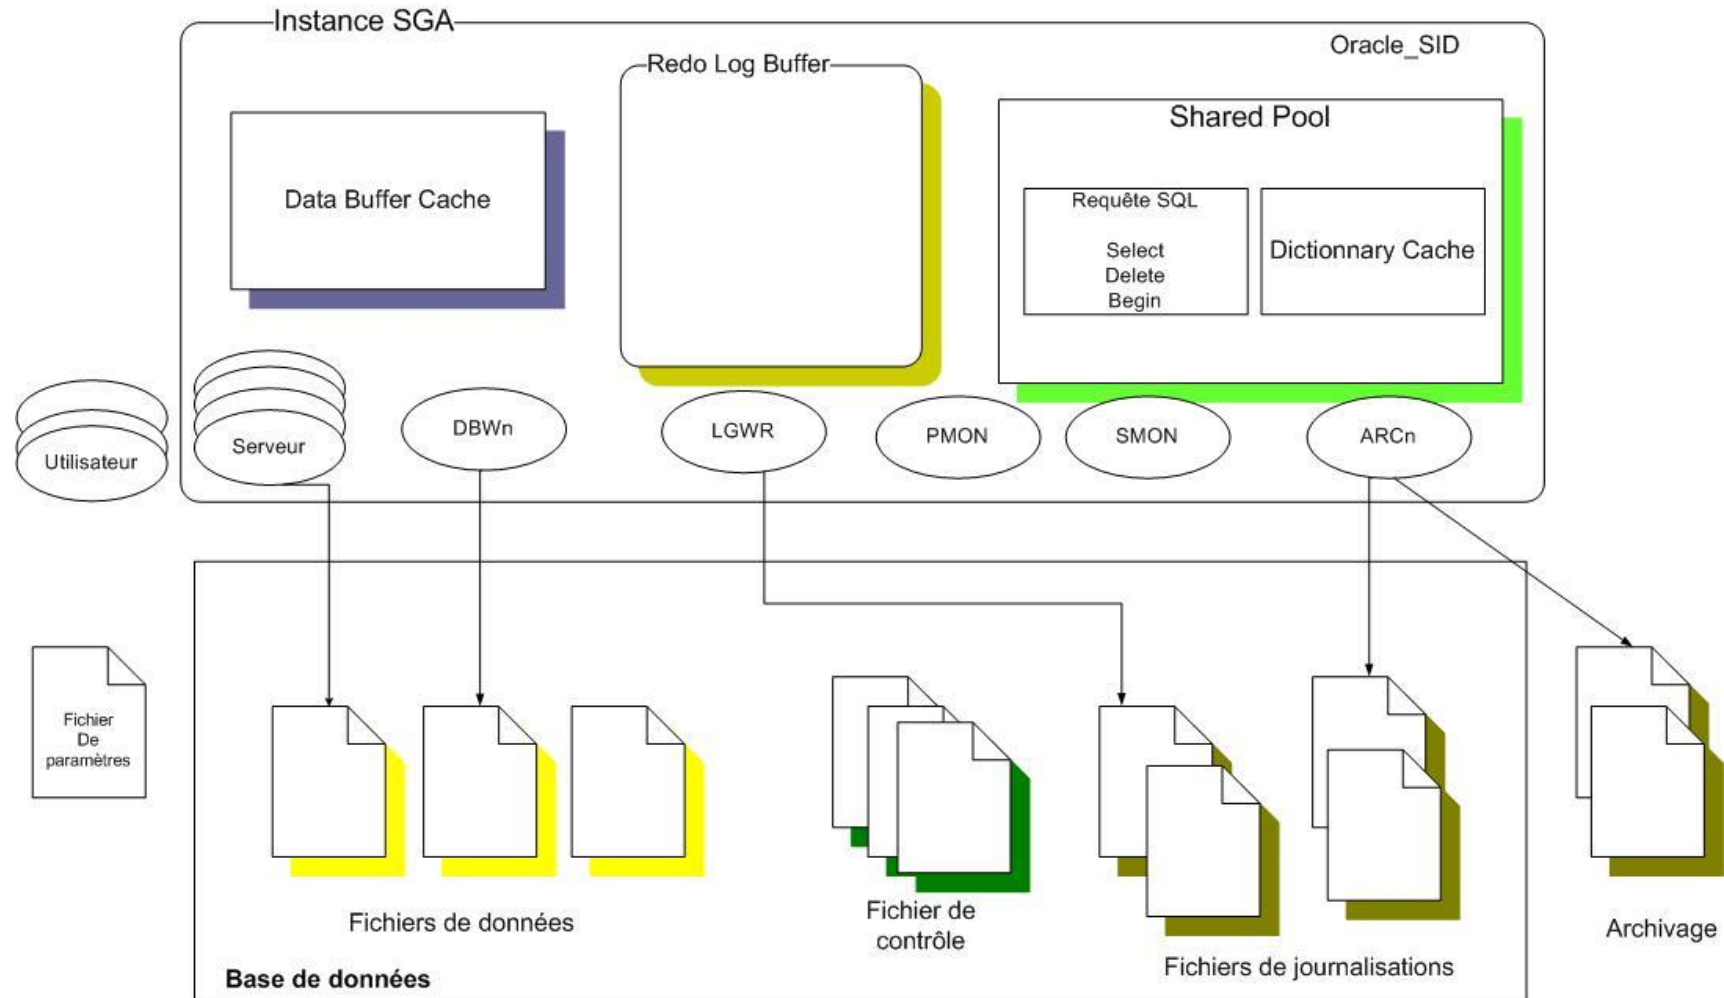 Instance SGA
Oracle_SID
Redo Log Buffer
Shared Pool
Data Buffer Cache
Requête SQL
Select
Delete
Begin
Dictionnary Cache
Utilisateur
Serveur
DBWn
LGWR
PMON
SMON
ARCn
Fichier
De
paramètres
Fichiers de données
Fichier de
contrôle
Fichiers de journalisations
Archivage
Base de données